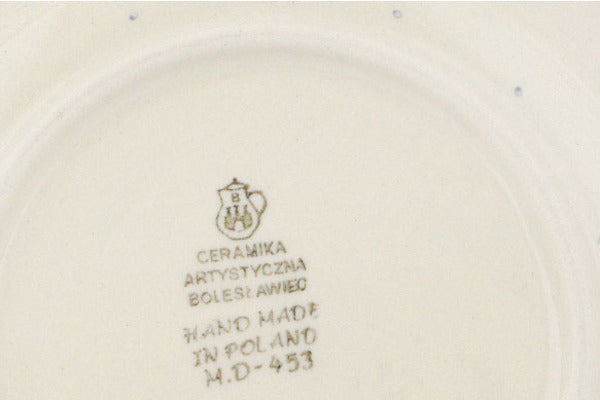 B
CERAMIKA
ARTYSTYCZNA
BOLESŁAWIEC
HAND MADE
IN POLAND
M.D-453